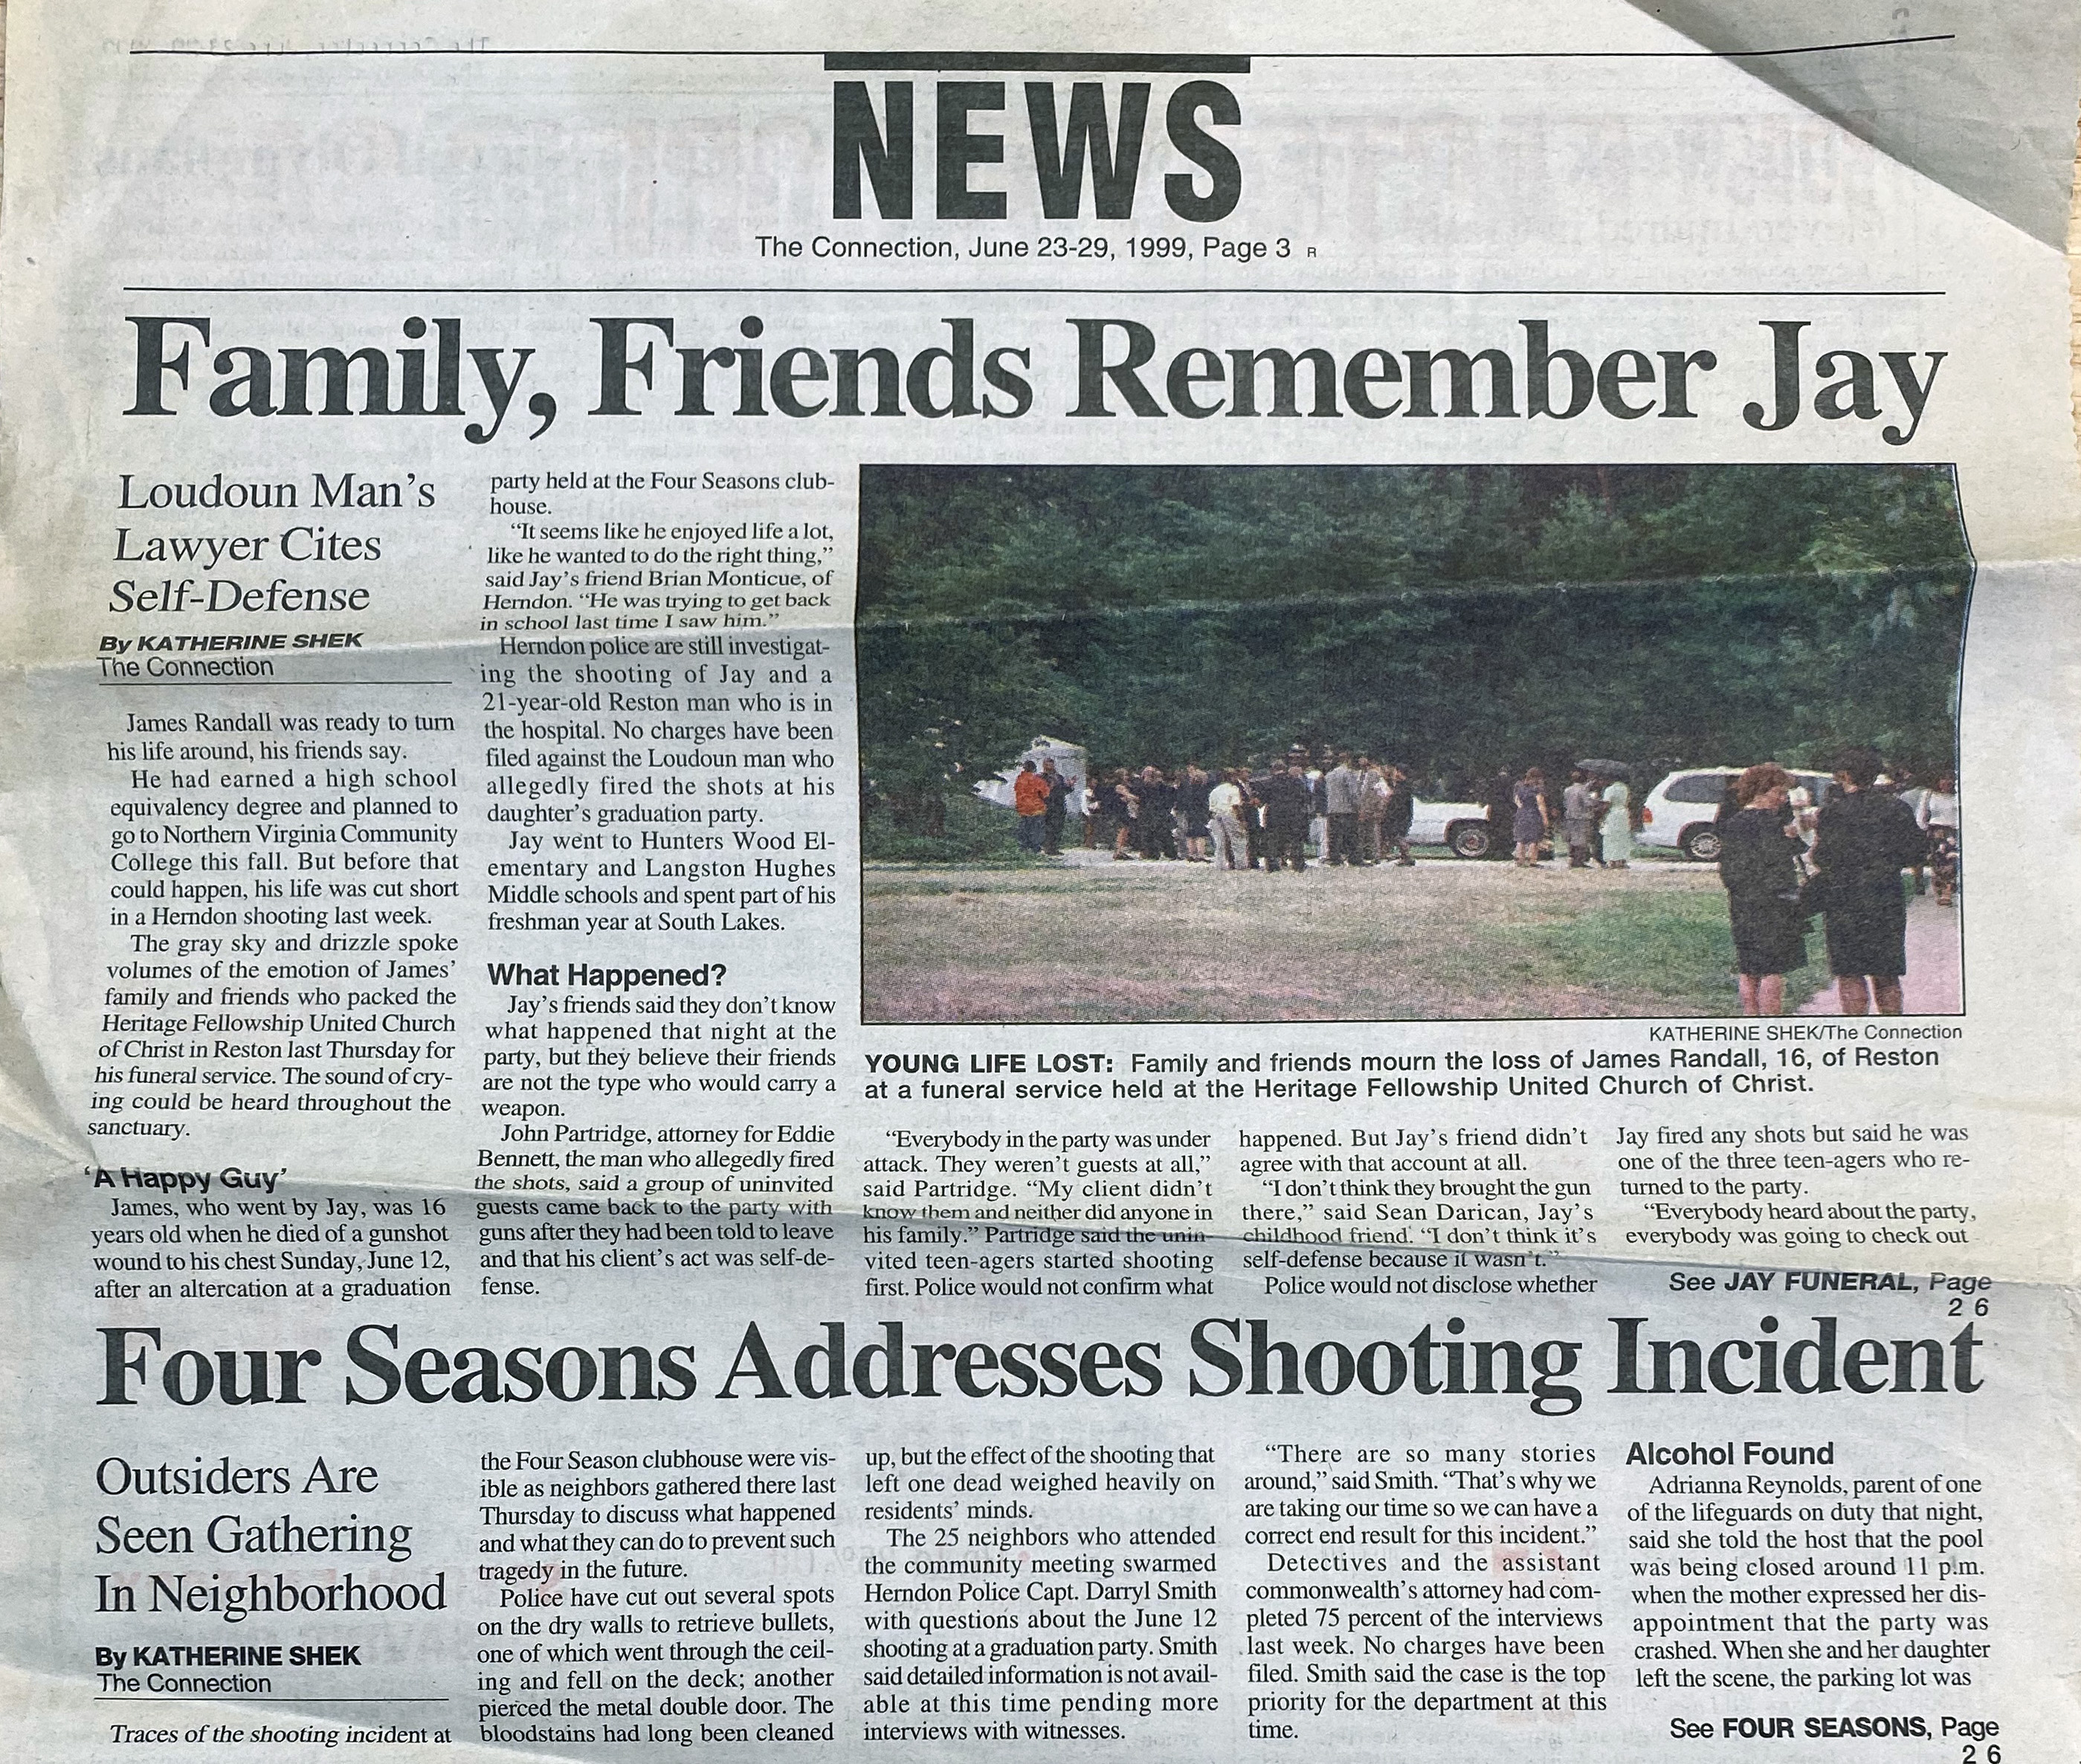 NEWS
The Connection, June 23-29, 1999, Page 3 R
Family, Friends Remember Jay
Loudoun Man's
Lawyer Cites
Self-Defense
By KATHERINE SHEK
The Connection
James Randall was ready to turn
his life around, his friends say.
He had earned a high school
equivalency degree and planned to
go to Northern Virginia Community
College this fall. But before that
could happen, his life was cut short
in a Herndon shooting last week.
The gray sky and drizzle spoke
volumes of the emotion of James'
family and friends who packed the
Heritage Fellowship United Church
of Christ in Reston last Thursday for
his funeral service. The sound of cry-
ing could be heard throughout the
sanctuary.
'A Happy Guy'
James, who went by Jay, was 16
years old when he died of a gunshot
wound to his chest Sunday, June 12,
after an altercation at a graduation
party held at the Four Seasons club-
house.
"It seems like he enjoyed life a lot,
like he wanted to do the right thing,"
said Jay's friend Brian Monticue, of
Herndon. "He was trying to get back
in school last time I saw him."
Herndon police are still investigat-
ing the shooting of Jay and a
21-year-old Reston man who is in
the hospital. No charges have been
filed against the Loudoun man who
allegedly fired the shots at his
daughter's graduation party.
Jay went to Hunters Wood El-
ementary and Langston Hughes
Middle schools and spent part of his
freshman year at South Lakes.
What Happened?
Jay's friends said they don't know
what happened that night at the
party, but they believe their friends
are not the type who would carry a
weapon.
John Partridge, attorney for Eddie
Bennett, the man who allegedly fired
the shots, said a group of uninvited
guests came back to the party with
guns after they had been told to leave
and that his client's act was self-de-
fense.
KATHERINE SHEK/The Connection
YOUNG LIFE LOST: Family and friends mourn the loss of James Randall, 16, of Reston
at a funeral service held at the Heritage Fellowship United Church of Christ.
"Everybody in the party was under
attack. They weren't guests at all,"
said Partridge. "My client didn't
know them and neither did anyone in
his family." Partridge said the unin-
vited teen-agers started shooting
first. Police would not confirm what
happened. But Jay's friend didn't
agree with that account at all.
"I don't think they brought the gun
there," said Sean Darican, Jay's
childhood friend. "I don't think it's
self-defense because it wasn't."
Police would not disclose whether
Jay fired any shots but said he was
one of the three teen-agers who re-
turned to the party.
"Everybody heard about the party,
everybody was going to check out
See JAY FUNERAL, Page
26
Four Seasons Addresses Shooting Incident
Outsiders Are
Seen Gathering
In Neighborhood
By KATHERINE SHEK
The Connection
Traces of the shooting incident at
the Four Season clubhouse were vis-
ible as neighbors gathered there last
Thursday to discuss what happened
and what they can do to prevent such
tragedy in the future.
Police have cut out several spots
on the dry walls to retrieve bullets,
one of which went through the ceil-
ing and fell on the deck; another
pierced the metal double door. The
bloodstains had long been cleaned
up, but the effect of the shooting that
left one dead weighed heavily on
residents' minds.
The 25 neighbors who attended
the community meeting swarmed
Herndon Police Capt. Darryl Smith
with questions about the June 12
shooting at a graduation party. Smith
said detailed information is not avail-
able at this time pending more
interviews with witnesses.
"There are so many stories
around," said Smith. "That's why we
are taking our time so we can have a
correct end result for this incident."
Detectives and the assistant
commonwealth's attorney had com-
pleted 75 percent of the interviews
last week. No charges have been
filed. Smith said the case is the top
priority for the department at this
time.
Alcohol Found
Adrianna Reynolds, parent of one
of the lifeguards on duty that night,
said she told the host that the pool
was being closed around 11 p.m.
when the mother expressed her dis-
appointment that the party was
crashed. When she and her daughter
left the scene, the parking lot was
See FOUR SEASONS, Page
26